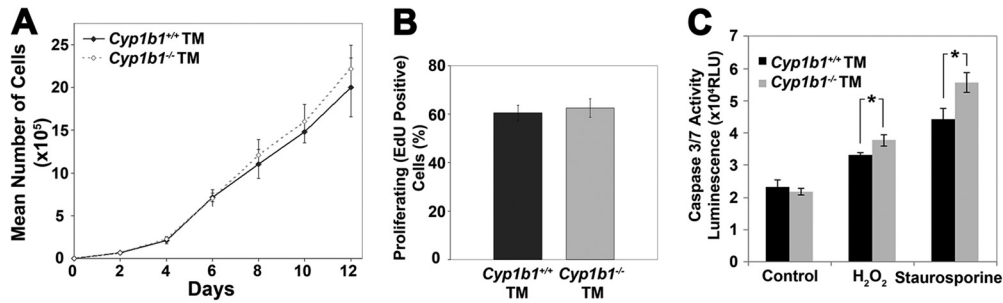 A
Mean Number of Cells
(x10⁵)
25
20
15
10
5
0
Cyp1b1+/+ TM
Cyp1b1-/- TM
0 2 4 6 8 10 12
Days
B
Proliferating (EdU Positive)
Cells (%)
80
60
40
20
0
Cyp1b1+/+ Cyp1b1-/-
TM TM
C
Caspase 3/7 Activity
Luminescence (x10⁴RLU)
7
6
5
4
3
2
1
0
Cyp1b1+/+ TM
Cyp1b1-/- TM
*
*
Control H₂O₂ Staurosporine